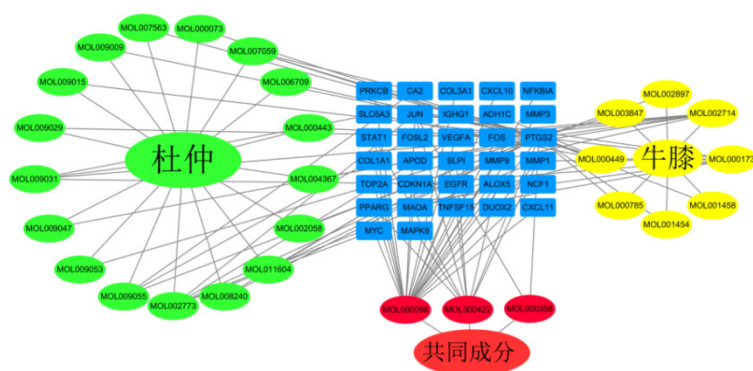 MOL007563
MOL000073
MOL009009
MOL007059
MOL009015
MOL006709
MOL009029
MOL000443
杜仲
MOL009031
MOL004367
MOL009047
MOL002058
MOL009053
MOL011604
MOL009055
MOL002773
MOL008240
PRKCB CA2 COL3A1 CXCL10 NFKBIA
SLC6A3 JUN IGHG1 ADH1C MMP3
STAT1 FOSL2 VEGFA FOS PTGS2
COL1A1 APOD SLPI MMP9 MMP1
TOP2A CDKN1A EGFR ALOX5 NCF1
PPARG MAOA TNFSF15 DUOX2 CXCL11
MYC MAPK8
MOL002897
MOL003847
MOL002714
MOL000449
牛膝
MOL000173
MOL000785
MOL001458
MOL001454
MOL000098
MOL000422
MOL000358
共同成分